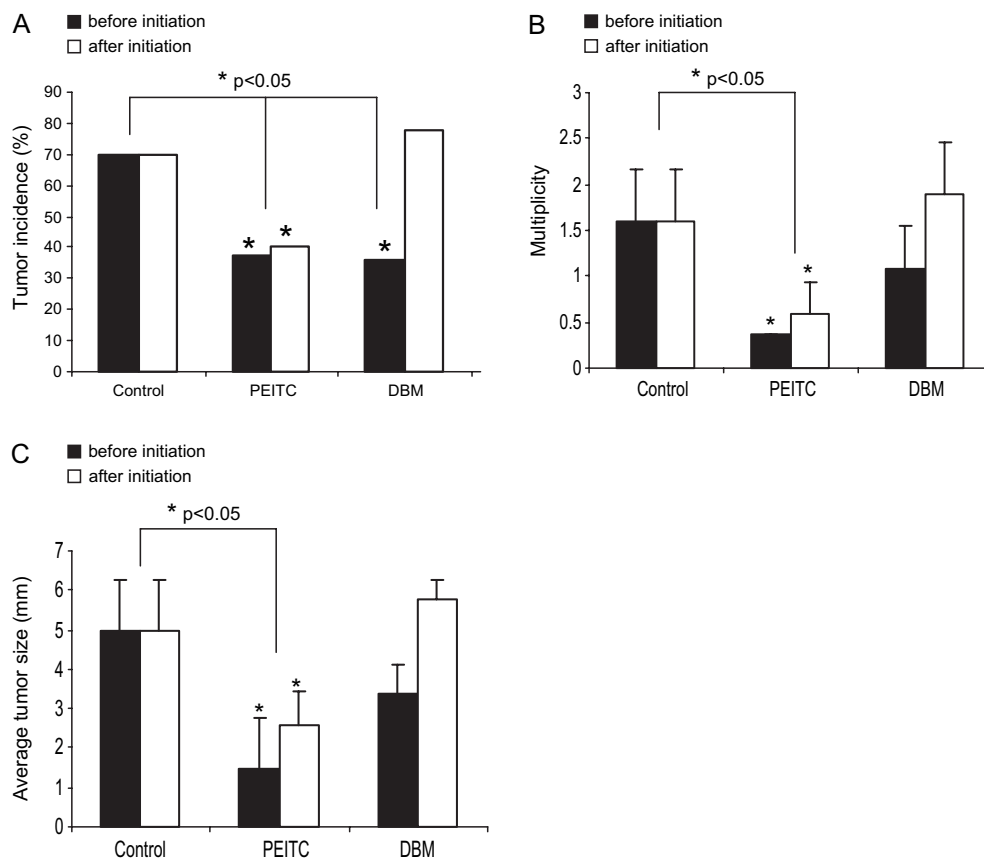 A
before initiation
after initiation
* p<0.05
Tumor incidence (%)
90
80
70
60
50
40
30
20
10
0
* * *
Control PEITC DBM
B
before initiation
after initiation
* p<0.05
Multiplicity
3
2.5
2
1.5
1
0.5
0
* *
Control PEITC DBM
C
before initiation
after initiation
* p<0.05
Average tumor size (mm)
7
6
5
4
3
2
1
0
* *
Control PEITC DBM